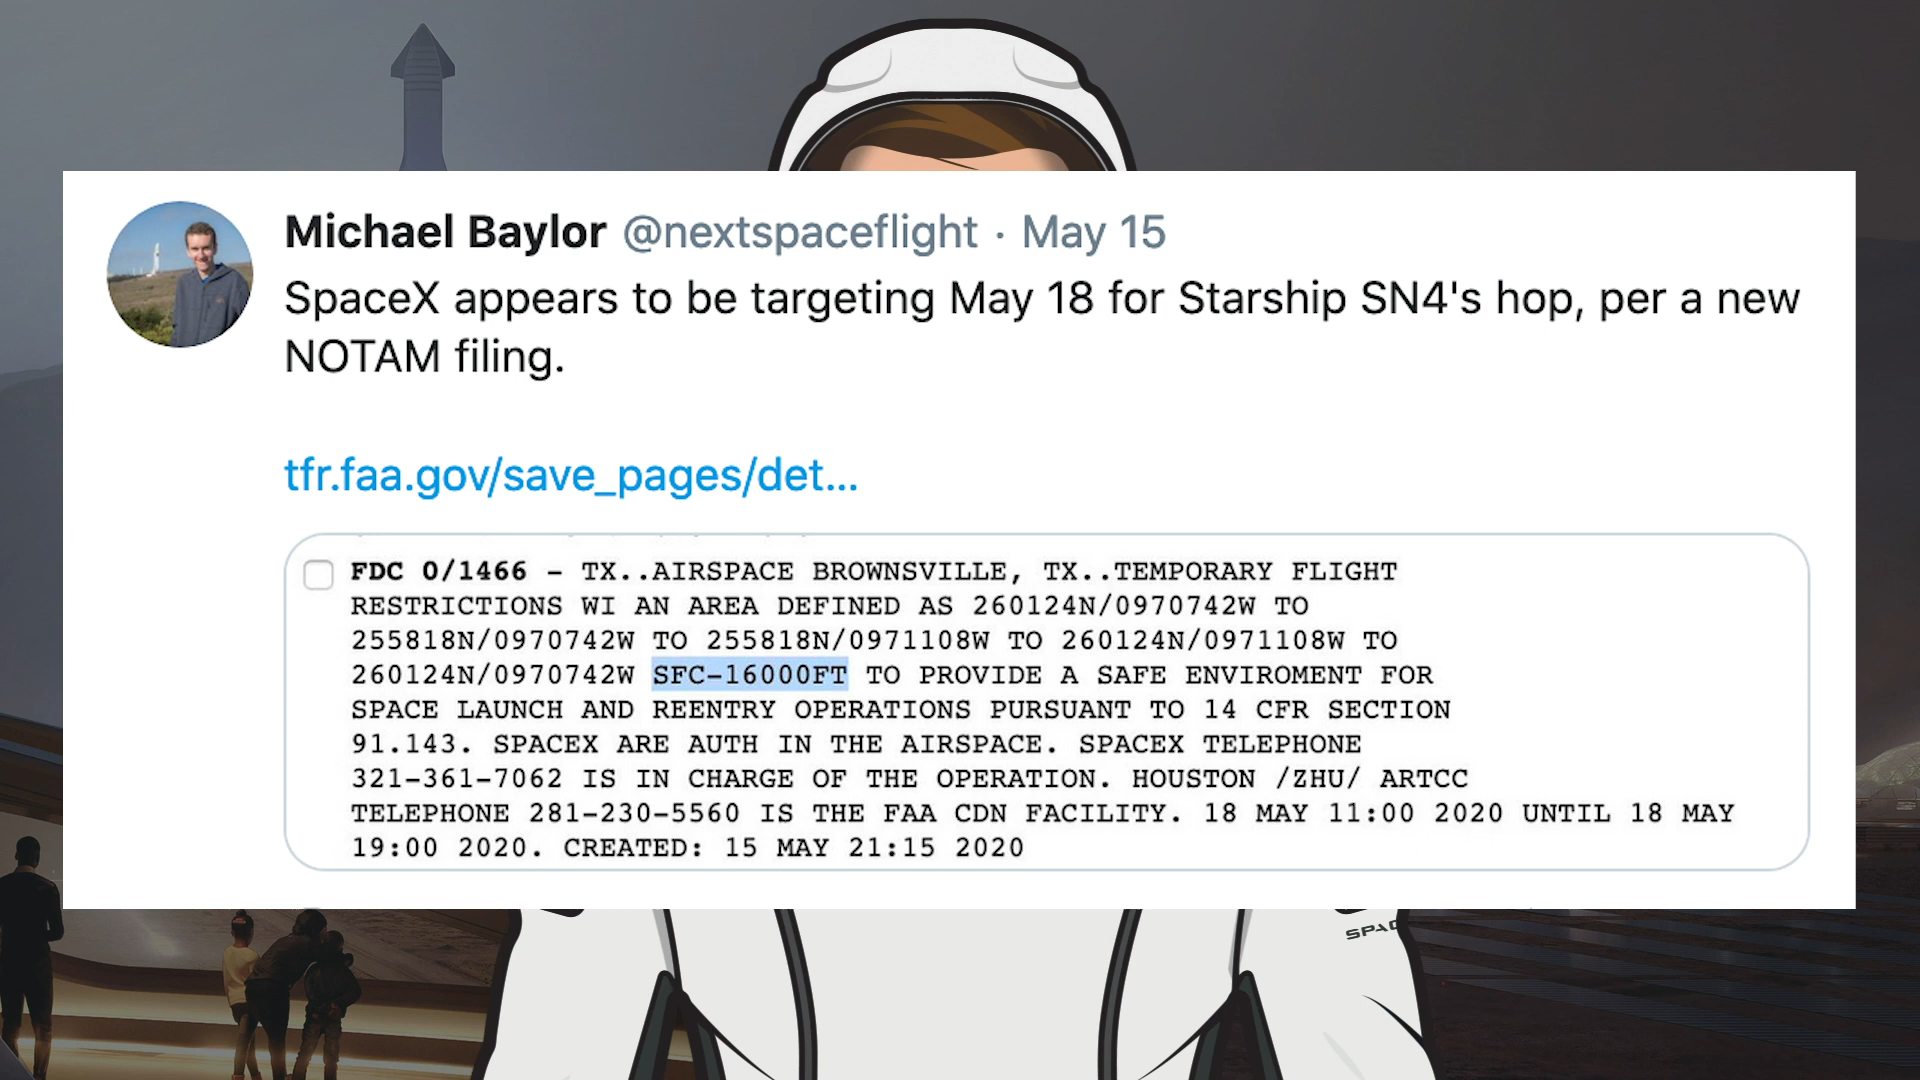 Michael Baylor @nextspaceflight · May 15
SpaceX appears to be targeting May 18 for Starship SN4's hop, per a new
NOTAM filing.
tfr.faa.gov/save_pages/det...
FDC 0/1466 - TX..AIRSPACE BROWNSVILLE, TX..TEMPORARY FLIGHT
RESTRICTIONS WI AN AREA DEFINED AS 260124N/0970742W TO
255818N/0970742W TO 255818N/0971108W TO 260124N/0971108W TO
260124N/0970742W SFC-16000FT TO PROVIDE A SAFE ENVIROMENT FOR
SPACE LAUNCH AND REENTRY OPERATIONS PURSUANT TO 14 CFR SECTION
91.143. SPACEX ARE AUTH IN THE AIRSPACE. SPACEX TELEPHONE
321-361-7062 IS IN CHARGE OF THE OPERATION. HOUSTON /ZHU/ ARTCC
TELEPHONE 281-230-5560 IS THE FAA CDN FACILITY. 18 MAY 11:00 2020 UNTIL 18 MAY
19:00 2020. CREATED: 15 MAY 21:15 2020
SPAC